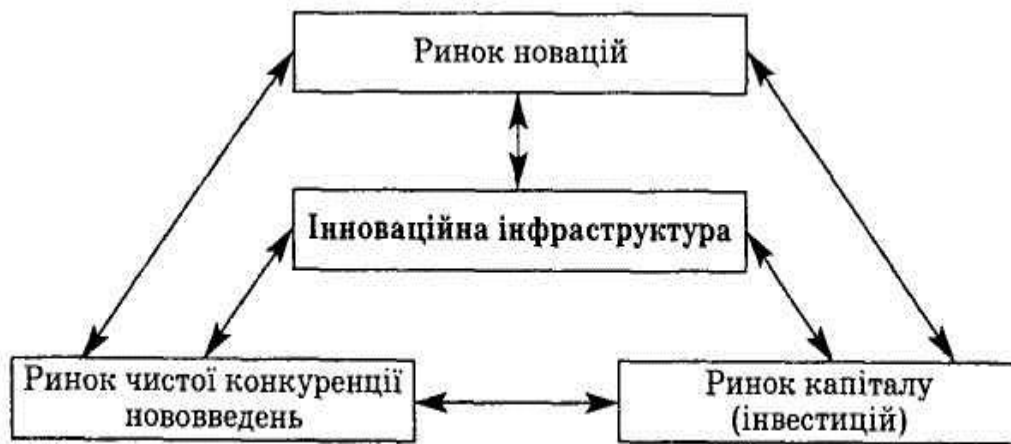 Ринок новацій
Інноваційна інфраструктура
Ринок чистої конкуренції
нововведень
Ринок капіталу
(інвестицій)